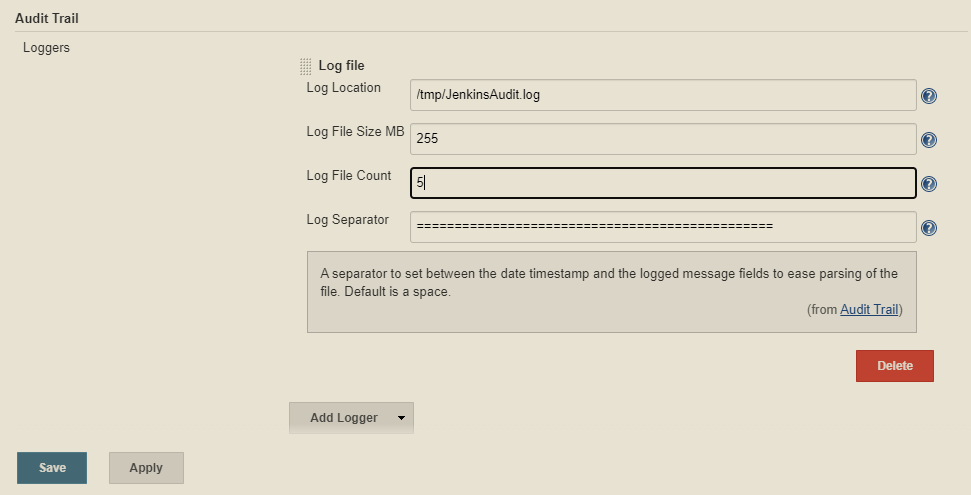 Audit Trail
Loggers
Log file
Log Location
/tmp/JenkinsAudit.log
Log File Size MB
255
Log File Count
5
Log Separator
===============================================
A separator to set between the date timestamp and the logged message fields to ease parsing of the
file. Default is a space.
(from Audit Trail)
Delete
Add Logger
Save
Apply